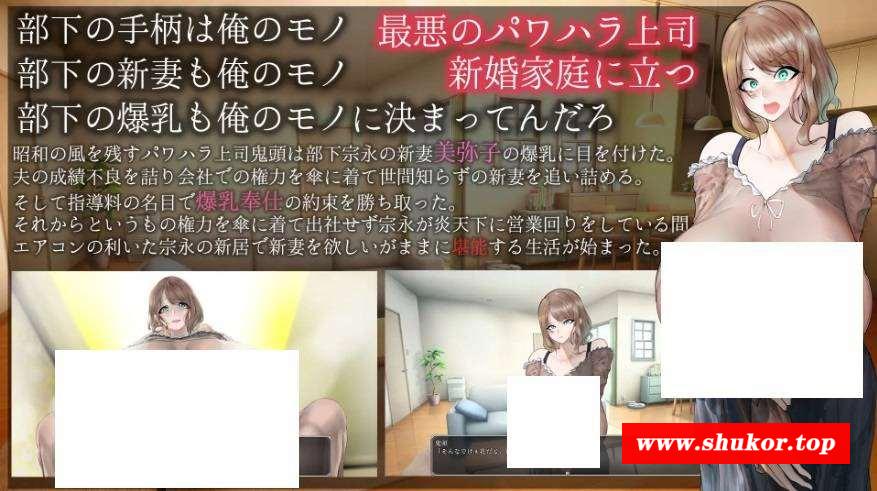 部下の手柄は俺のモノ
部下の新妻も俺のモノ
部下の爆乳も俺のモノに決まってんだろ
最悪のパワハラ上司
新婚家庭に立つ
昭和の風を残すパワハラ上司鬼頭は部下宗永の新妻美弥子の爆乳に目を付けた。
夫の成績不良を詰り会社での権力を傘に着て世間知らずの新妻を追い詰める。
そして指導料の名目で爆乳奉仕の約束を勝ち取った。
それからというもの権力を傘に着て出社せず宗永が炎天下に営業回りをしている間
エアコンの利いた宗永の新居で新妻を欲しいがままに堪能する生活が始まった。
鬼頭
www.shukor.top